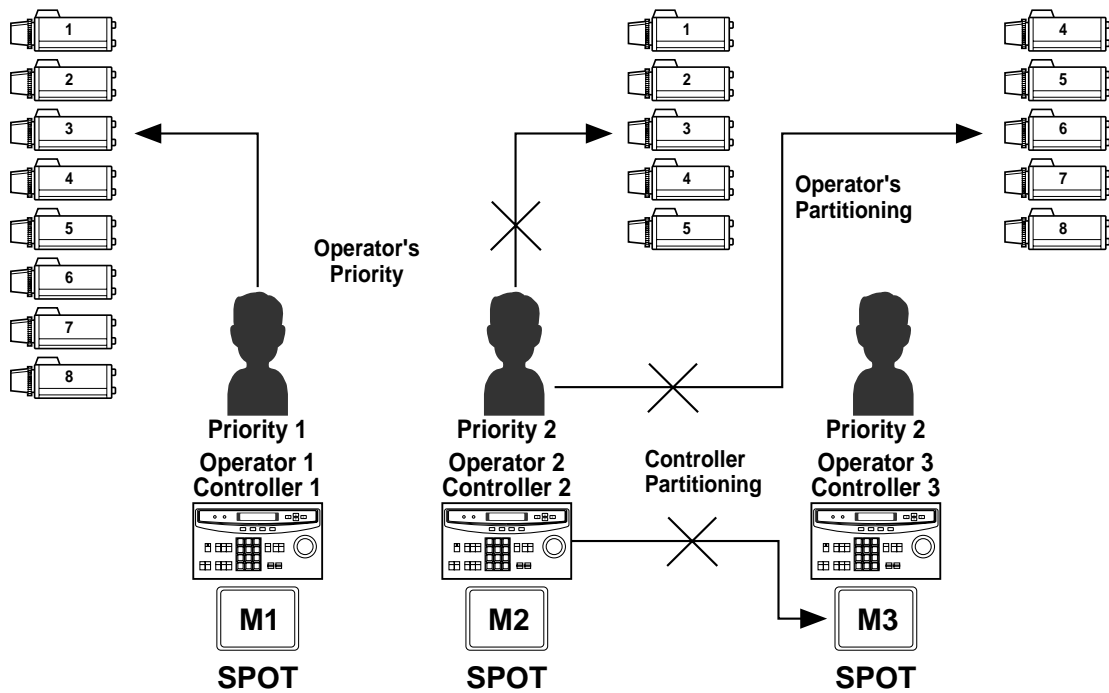 1
2
3
4
5
6
7
8
1
2
3
4
5
4
5
6
7
8
Operator's
Priority
Operator's
Partitioning
Priority 1
Operator 1
Controller 1
Priority 2
Operator 2
Controller 2
Controller
Partitioning
Priority 2
Operator 3
Controller 3
M1
M2
M3
SPOT
SPOT
SPOT